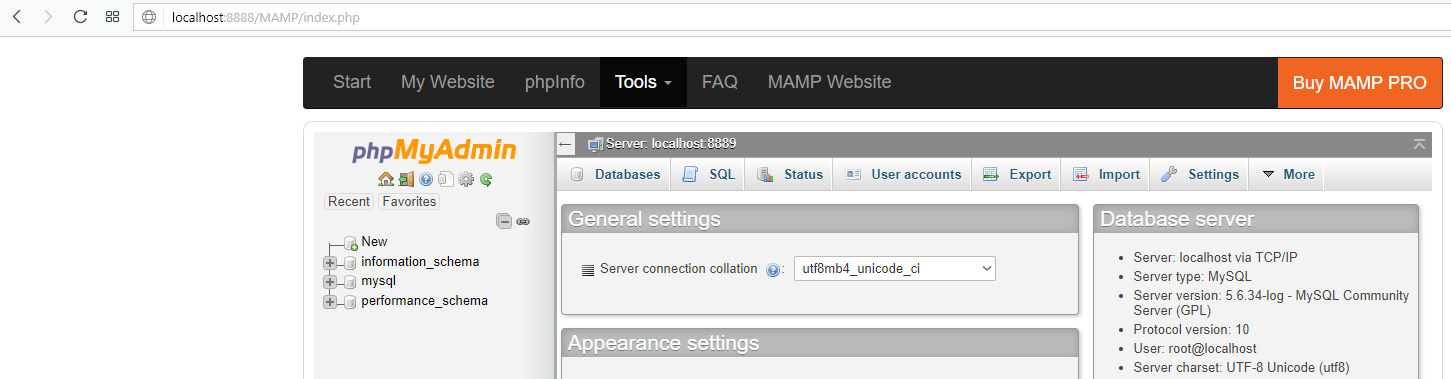 localhost:8888/MAMP/index.php
Start My Website phpInfo Tools FAQ MAMP Website Buy MAMP PRO
phpMyAdmin
Recent Favorites
New
information_schema
mysql
performance_schema
Server: localhost:8889
Databases SQL Status User accounts Export Import Settings More
General settings
Server connection collation : utf8mb4_unicode_ci
Appearance settings
Database server
Server: localhost via TCP/IP
Server type: MySQL
Server version: 5.6.34-log - MySQL Community
Server (GPL)
Protocol version: 10
User: root@localhost
Server charset: UTF-8 Unicode (utf8)